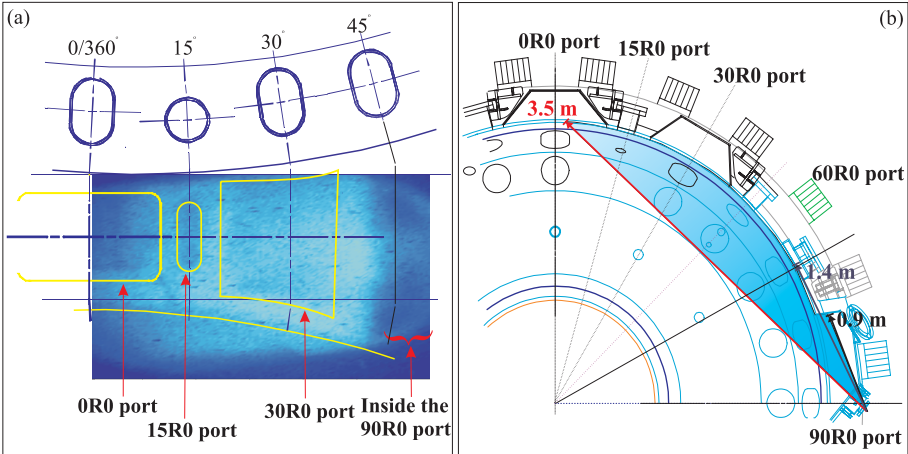 (a)
0/360°
15°
30°
45°
0R0 port
15R0 port
30R0 port
Inside the
90R0 port
(b)
0R0 port
15R0 port
30R0 port
3.5 m
60R0 port
1.4 m
0.9 m
90R0 port